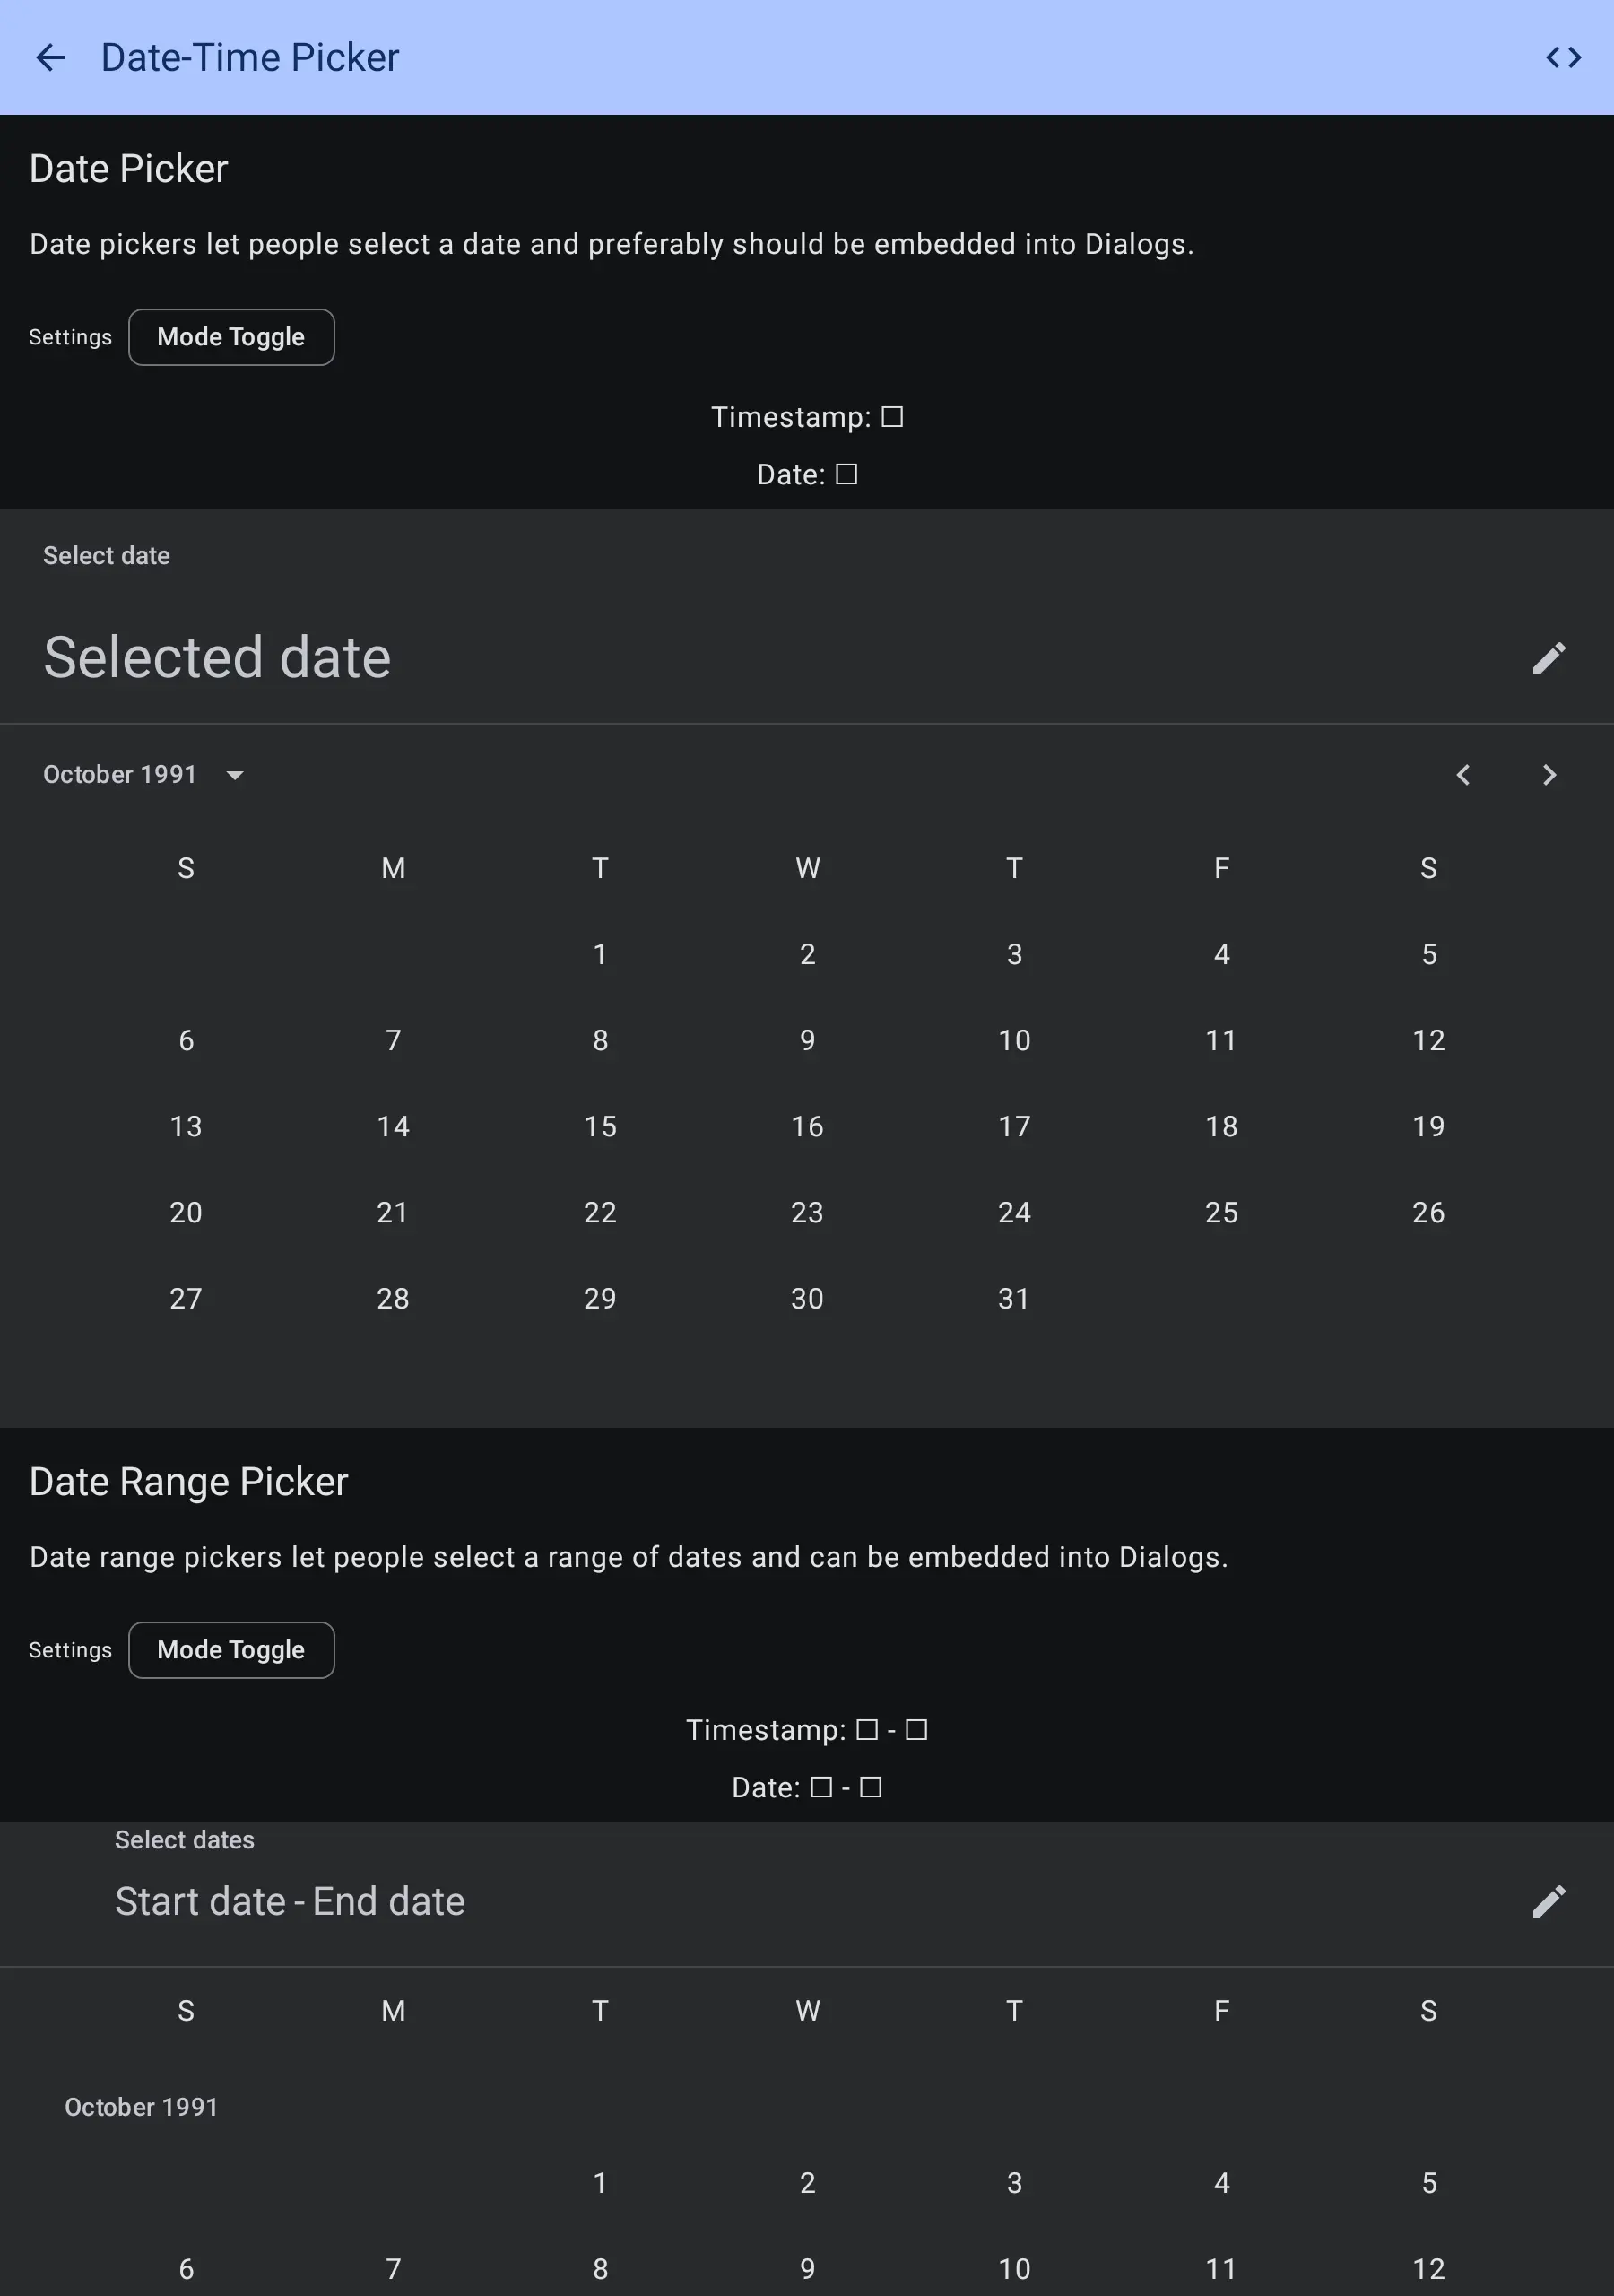 Date-Time Picker
Date Picker
Date pickers let people select a date and preferably should be embedded into Dialogs.
Settings Mode Toggle
Timestamp: □
Date: □
Select date
Selected date
October 1991
S M T W T F S
1 2 3 4 5
6 7 8 9 10 11 12
13 14 15 16 17 18 19
20 21 22 23 24 25 26
27 28 29 30 31
Date Range Picker
Date range pickers let people select a range of dates and can be embedded into Dialogs.
Settings Mode Toggle
Timestamp: □ - □
Date: □ - □
Select dates
Start date - End date
S M T W T F S
October 1991
1 2 3 4 5
6 7 8 9 10 11 12